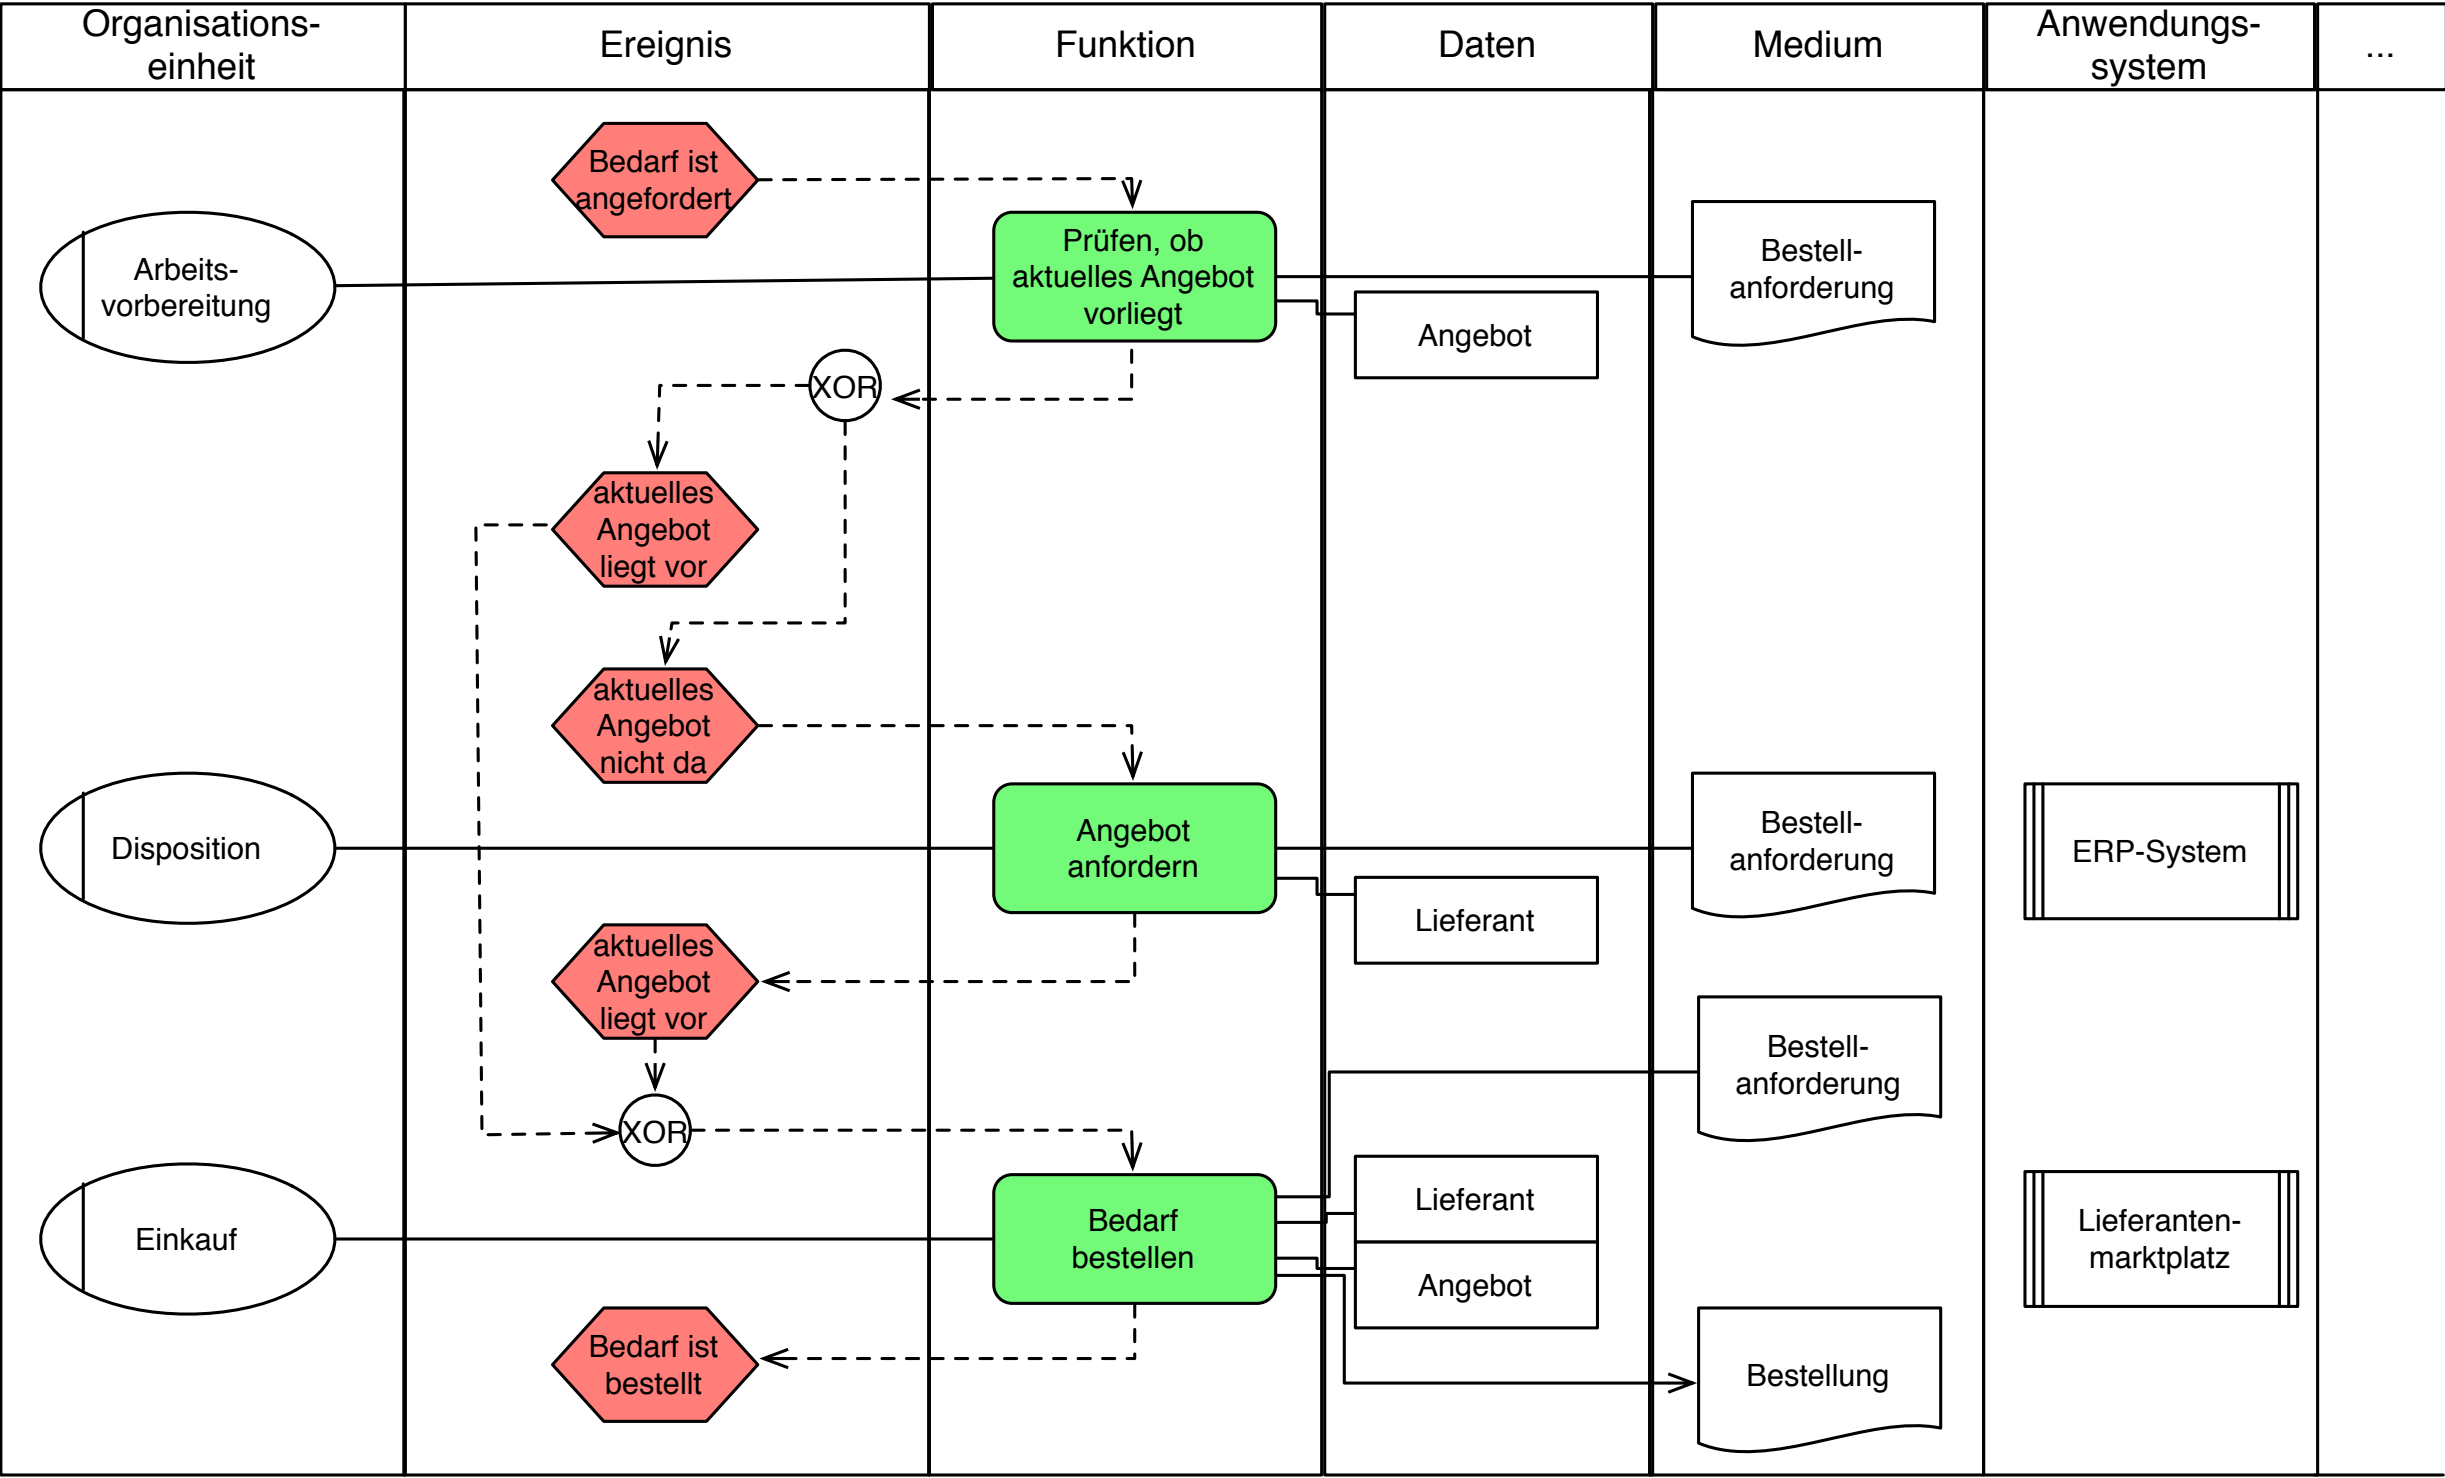 Organisations-
einheit
Ereignis
Funktion
Daten
Medium
Anwendungs-
system
...
Bedarf ist
angefordert
Arbeits-
vorbereitung
Prüfen, ob
aktuelles Angebot
vorliegt
Bestell-
anforderung
Angebot
XOR
aktuelles
Angebot
liegt vor
aktuelles
Angebot
nicht da
Disposition
Angebot
anfordern
Bestell-
anforderung
ERP-System
Lieferant
aktuelles
Angebot
liegt vor
Bestell-
anforderung
XOR
Einkauf
Bedarf
bestellen
Lieferant
Angebot
Lieferanten-
marktplatz
Bedarf ist
bestellt
Bestellung